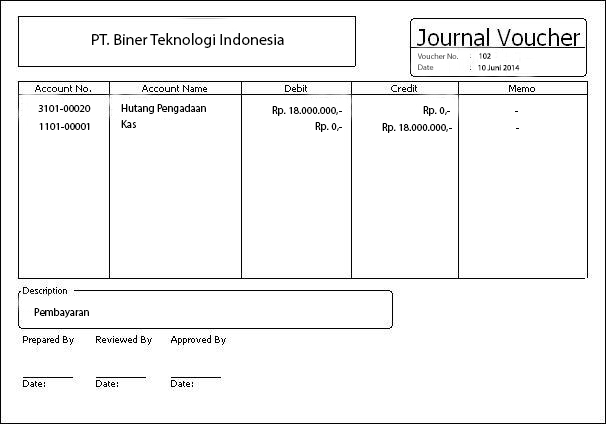 PT. Biner Teknologi Indonesia
Journal Voucher
Voucher No. : 102
Date : 10 Juni 2014
Account No. Account Name Debit Credit Memo
3101-00020 Hutang Pengadaan Rp. 18.000.000,- Rp. 0,- -
1101-00001 Kas Rp. 0,- Rp. 18.000.000,- -
Description
Pembayaran
Prepared By Reviewed By Approved By
Date: Date: Date: